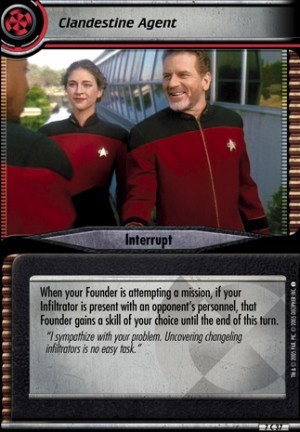 Clandestine Agent
Interrupt
When your Founder is attempting a mission, if your
Infiltrator is present with an opponent's personnel, that
Founder gains a skill of your choice until the end of this turn.
"I sympathize with your problem. Uncovering changeling
infiltrators is no easy task."
7 C 37